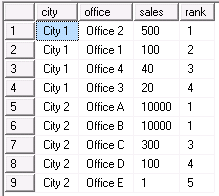 city office sales rank
1 City 1 Office 2 500 1
2 City 1 Office 1 100 2
3 City 1 Office 4 40 3
4 City 1 Office 3 20 4
5 City 2 Office A 10000 1
6 City 2 Office B 10000 1
7 City 2 Office C 300 3
8 City 2 Office D 100 4
9 City 2 Office E 1 5